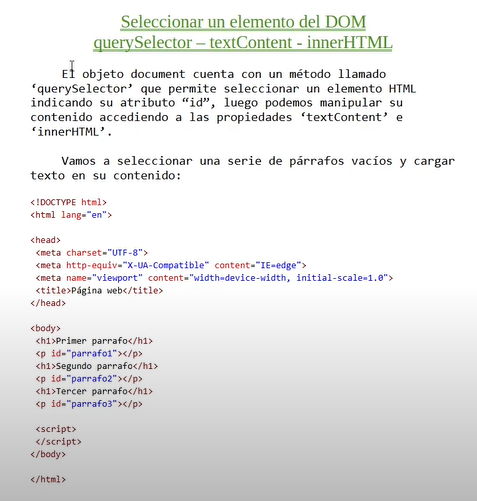 Seleccionar un elemento del DOM
querySelector – textContent - innerHTML
El objeto document cuenta con un método llamado
‘querySelector’ que permite seleccionar un elemento HTML
indicando su atributo “id”, luego podemos manipular su
contenido accediendo a las propiedades ‘textContent’ e
‘innerHTML’.
Vamos a seleccionar una serie de párrafos vacíos y cargar
texto en su contenido:
<!DOCTYPE html>
<html lang="en">
<head>
<meta charset="UTF-8">
<meta http-equiv="X-UA-Compatible" content="IE=edge">
<meta name="viewport" content="width=device-width, initial-scale=1.0">
<title>Página web</title>
</head>
<body>
<h1>Primer parrafo</h1>
<p id="parrafo1"></p>
<h1>Segundo parrafo</h1>
<p id="parrafo2"></p>
<h1>Tercer parrafo</h1>
<p id="parrafo3"></p>
<script>
</script>
</body>
</html>